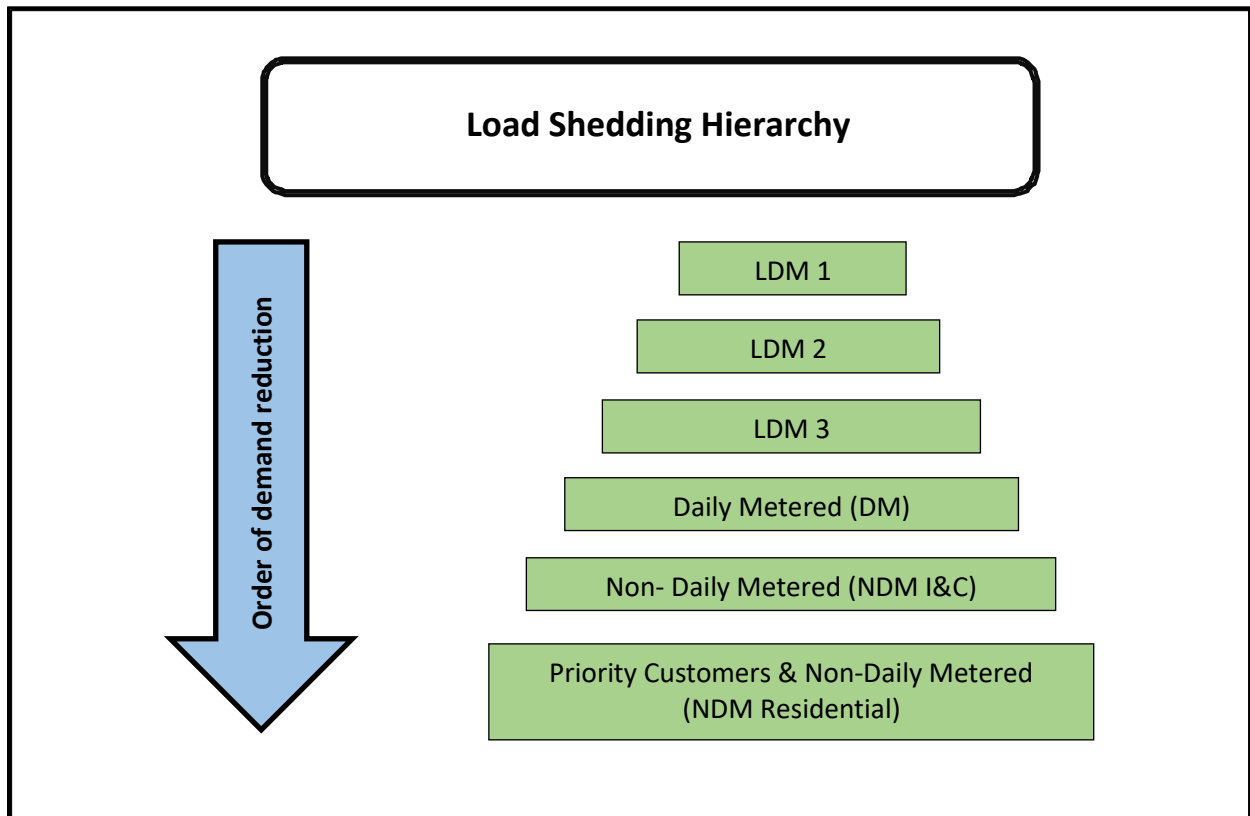 Load Shedding Hierarchy
Order of demand reduction
LDM 1
LDM 2
LDM 3
Daily Metered (DM)
Non- Daily Metered (NDM I&C)
Priority Customers & Non-Daily Metered
(NDM Residential)